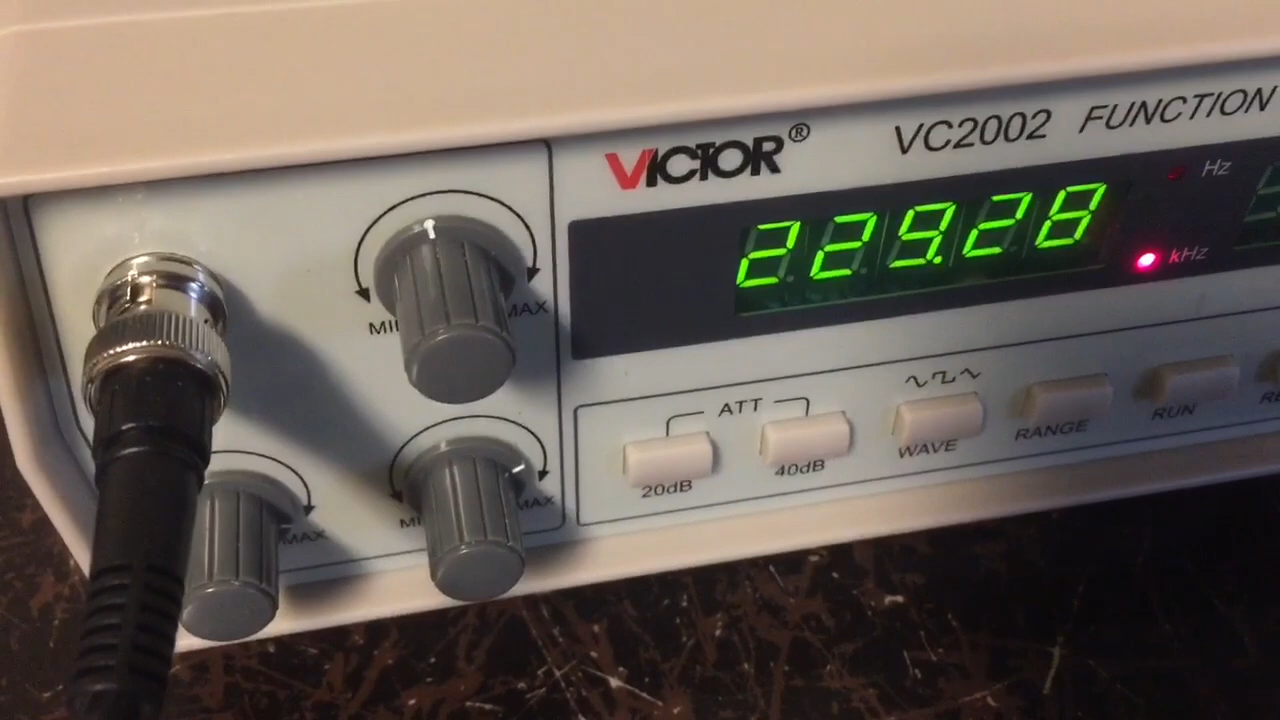 VICTOR®
VC2002 FUNCTION
229.28
Hz
kHz
MAX
MAX
MAX
ATT
20dB
40dB
WAVE
RANGE
RUN